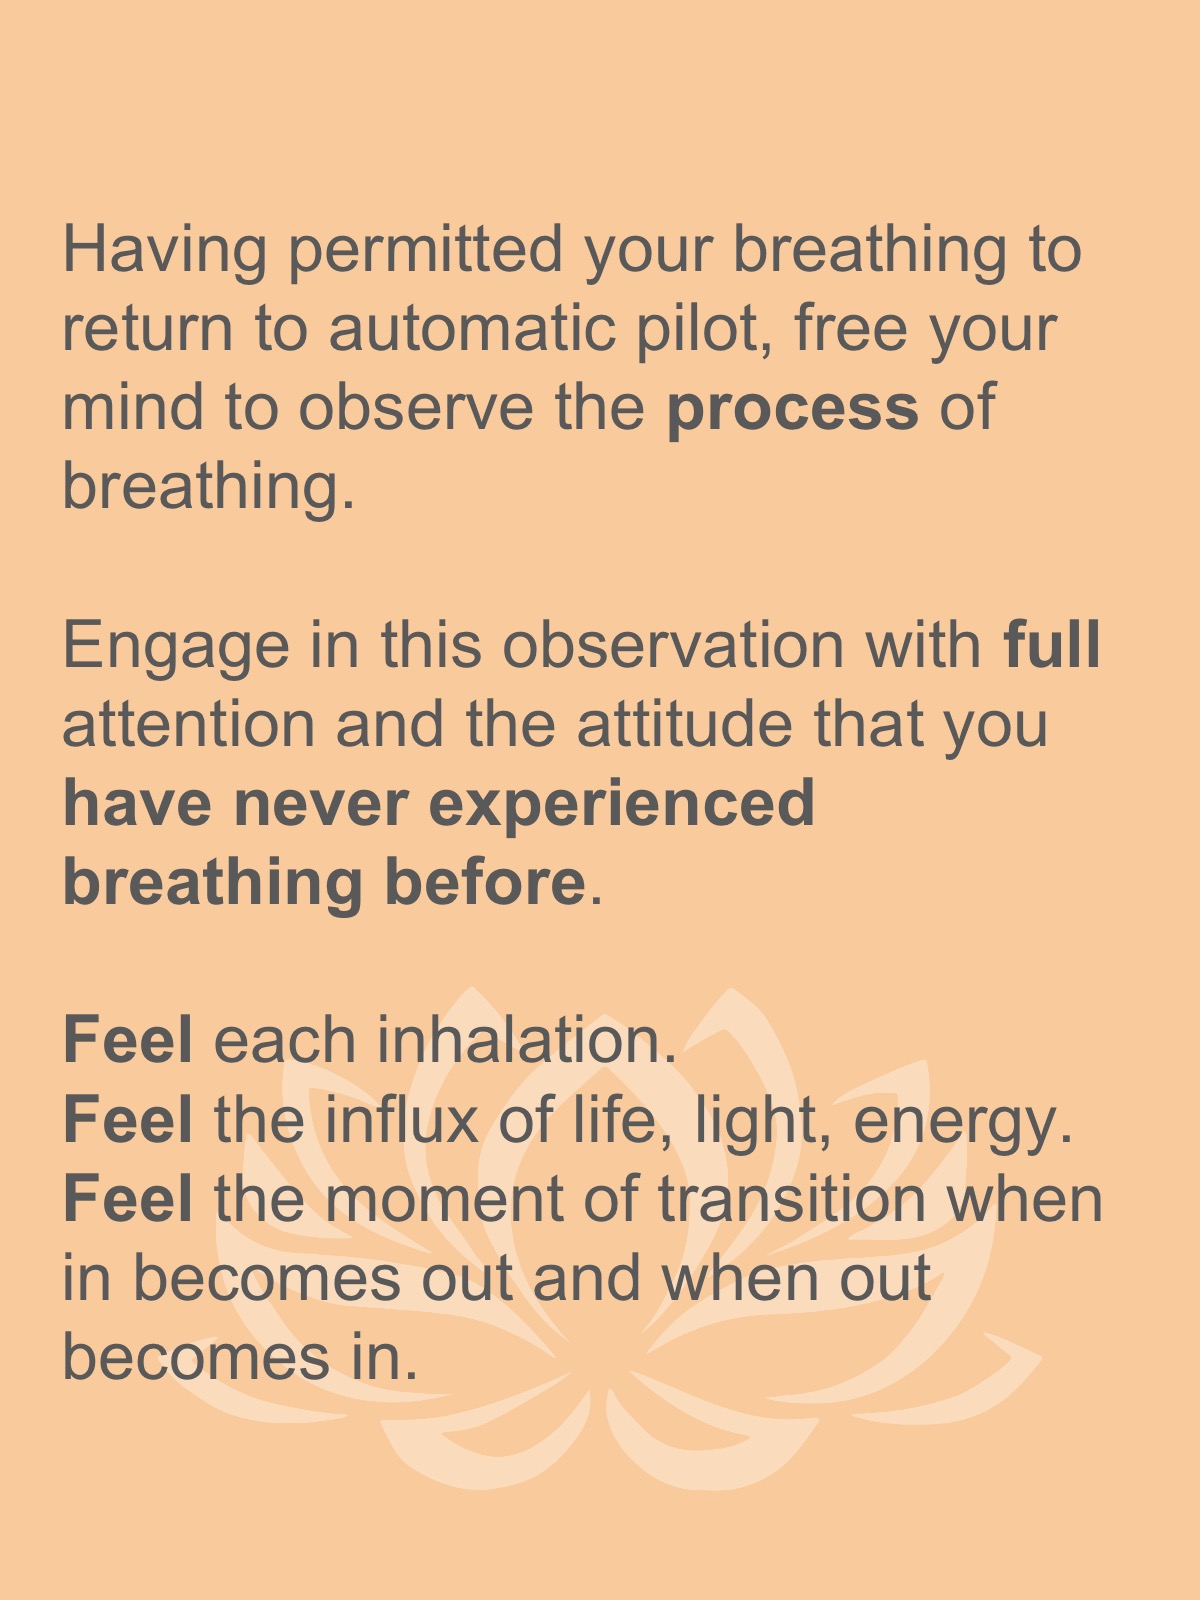 Having permitted your breathing to
return to automatic pilot, free your
mind to observe the process of
breathing.
Engage in this observation with full
attention and the attitude that you
have never experienced
breathing before.
Feel each inhalation.
Feel the influx of life, light, energy.
Feel the moment of transition when
in becomes out and when out
becomes in.